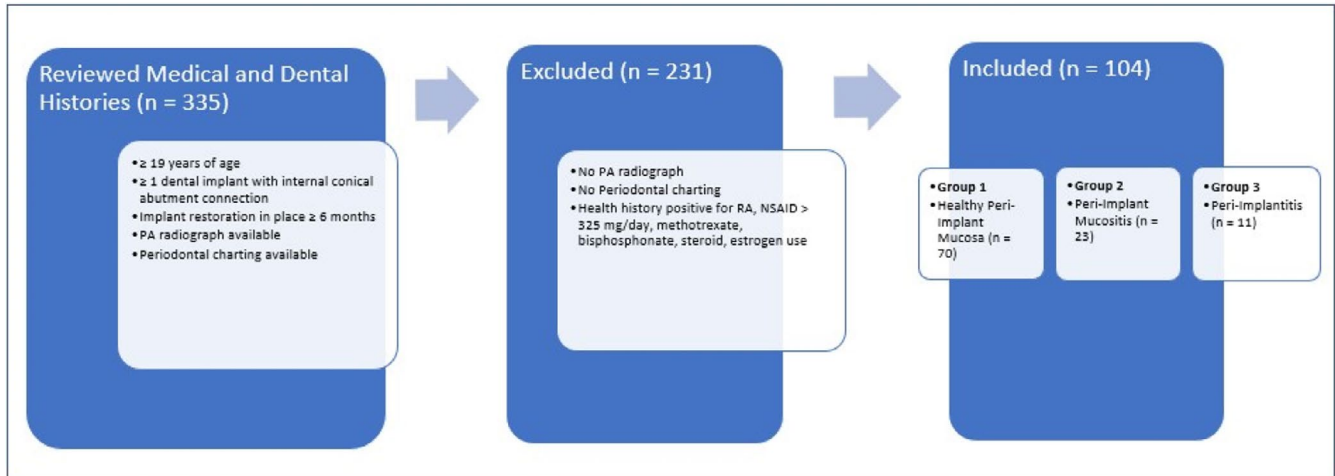 Reviewed Medical and Dental
Histories (n = 335)
•≥ 19 years of age
•≥ 1 dental implant with internal conical
abutment connection
•Implant restoration in place ≥ 6 months
•PA radiograph available
•Periodontal charting available
Excluded (n = 231)
•No PA radiograph
•No Periodontal charting
•Health history positive for RA, NSAID >
325 mg/day, methotrexate,
bisphosphonate, steroid, estrogen use
Included (n = 104)
•Group 1
•Healthy Peri-
Implant
Mucosa (n =
70)
•Group 2
•Peri-Implant
Mucositis (n =
23)
•Group 3
•Peri-Implantitis
(n = 11)